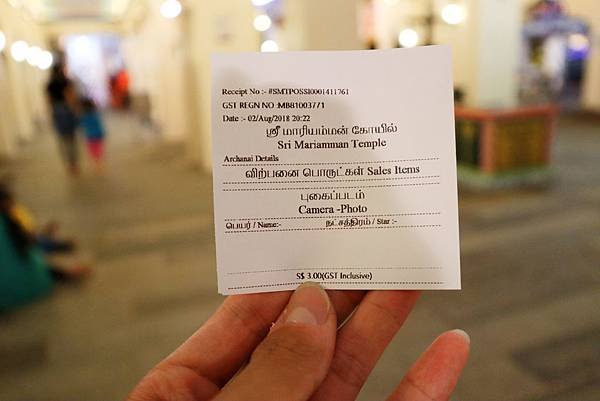 Receipt No :- #SMTPOSSI0001411761
GST REGN NO :MB81003771
Date :- 02/Aug/2018 20:22
ஸ்ரீ மாரியம்மன் கோயில்
Sri Mariamman Temple
Archanai Details
விற்பனை பொருட்கள் Sales Items
புகைப்படம்
Camera -Photo
பெயர் / Name:- நட்சத்திரம் / Star :-
S$ 3.00(GST Inclusive)